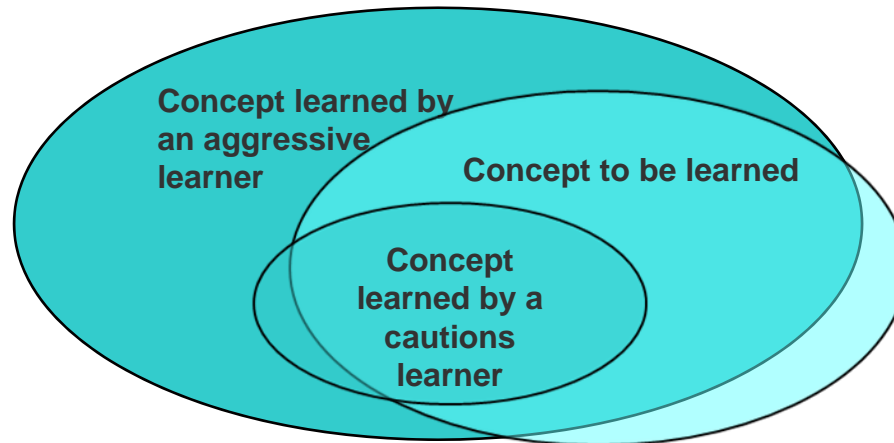 Concept learned by
an aggressive
learner
Concept to be learned
Concept
learned by a
cautions
learner